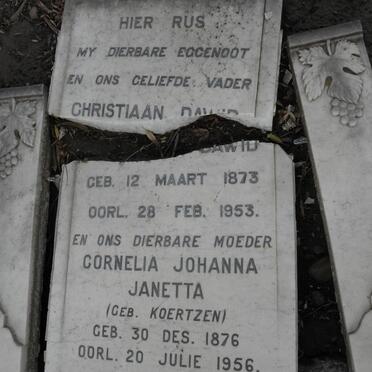 HIER RUS
MY DIERBARE EGGENOOT
EN ONS GELIEFDE VADER
CHRISTIAAN DAWID
GEB. 12 MAART 1873
OORL. 28 FEB. 1953.
EN ONS DIERBARE MOEDER
CORNELIA JOHANNA
JANETTA
(GEB. KOERTZEN)
GEB. 30 DES. 1876
OORL. 20 JULIE 1956.